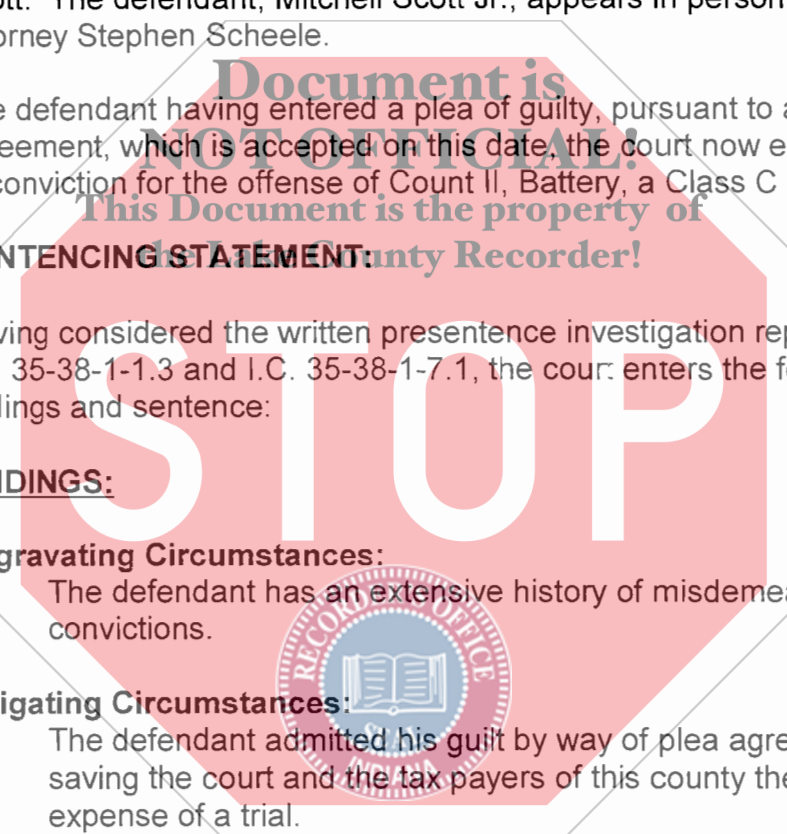 ott. The defendant, Mitchell Scott Jr., appears in person
orney Stephen Scheele.
Document is
e defendant having entered a plea of guilty, pursuant to a
NOT OFFICIAL!
eement, which is accepted on this date, the court now e
conviction for the offense of Count II, Battery, a Class C
This Document is the property of
NTENCING STATEMENT:
the Lake County Recorder!
ving considered the written presentence investigation rep
35-38-1-1.3 and I.C. 35-38-1-7.1, the court enters the f
lings and sentence:
STOP
NDINGS:
gravating Circumstances:
The defendant has an extensive history of misdemea
convictions.
RECORDER'S OFFICE
igating Circumstances:
SEAL
The defendant admitted his guilt by way of plea agre
INDIANA
saving the court and the tax payers of this county the
expense of a trial.